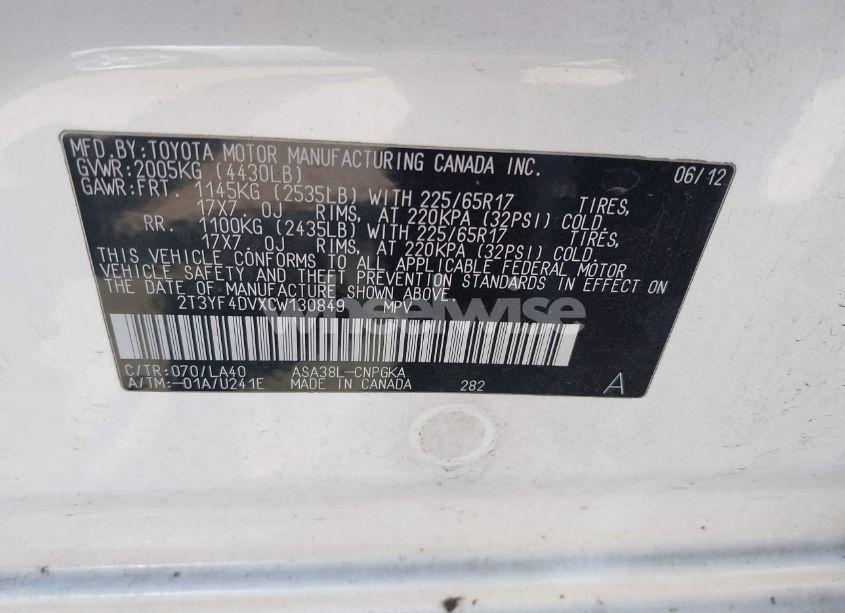 MFD.BY:TOYOTA MOTOR MANUFACTURING CANADA INC. 06/12
GVWR:2005KG (4430LB)
GAWR:FRT. 1145KG (2535LB) WITH 225/65R17 TIRES,
17X7. 0J RIMS, AT 220KPA (32PSI) COLD.
RR. 1100KG (2435LB) WITH 225/65R17 TIRES,
17X7. 0J RIMS, AT 220KPA (32PSI) COLD.
THIS VEHICLE CONFORMS TO ALL APPLICABLE FEDERAL MOTOR
VEHICLE SAFETY AND THEFT PREVENTION STANDARDS IN EFFECT ON
THE DATE OF MANUFACTURE SHOWN ABOVE.
2T3YF4DVXCW130849 MPV
wheelwise
C/TR:070/LA40 ASA38L-CNPGKA
A/TM:-01A/U241E MADE IN CANADA 282 A